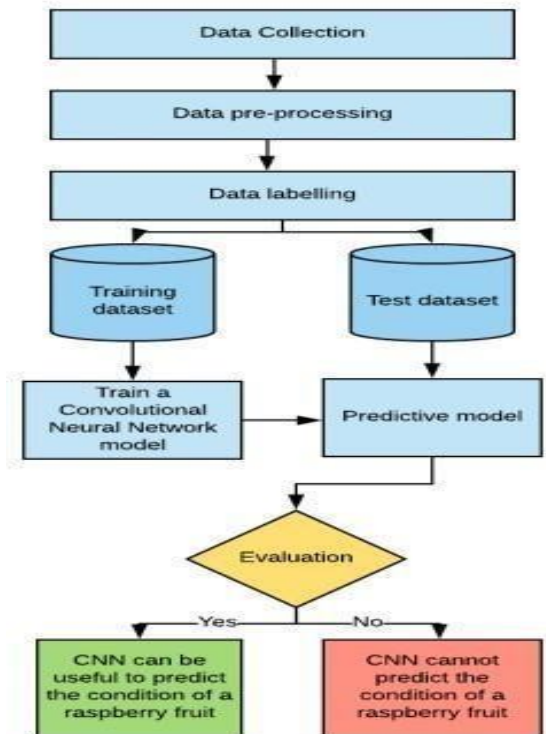 Data Collection
Data pre-processing
Data labelling
Training
dataset
Test dataset
Train a
Convolutional
Neural Network
model
Predictive model
Evaluation
Yes
No
CNN can be
useful to predict
the condition of a
raspberry fruit
CNN cannot
predict the
condition of a
raspberry fruit